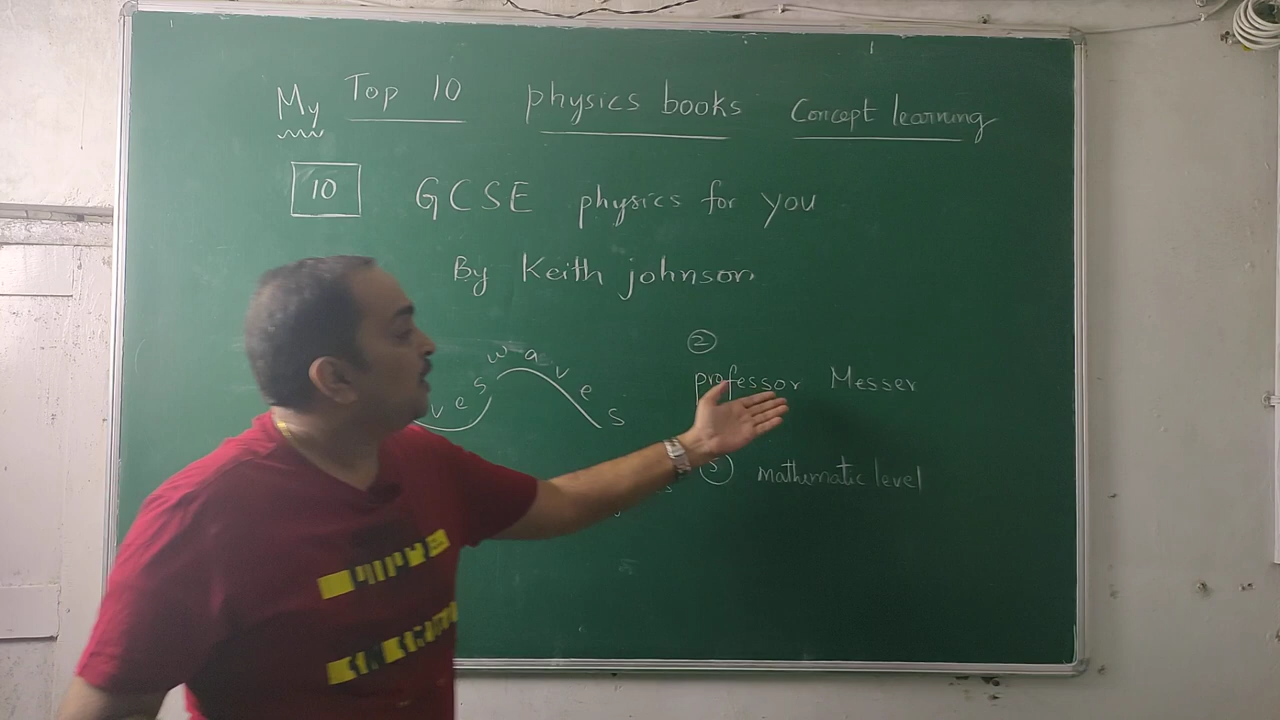 My Top 10 physics books Concept learning
10 GCSE physics for you
By Keith johnson
ves waves
2
professor Messer
mathematic level